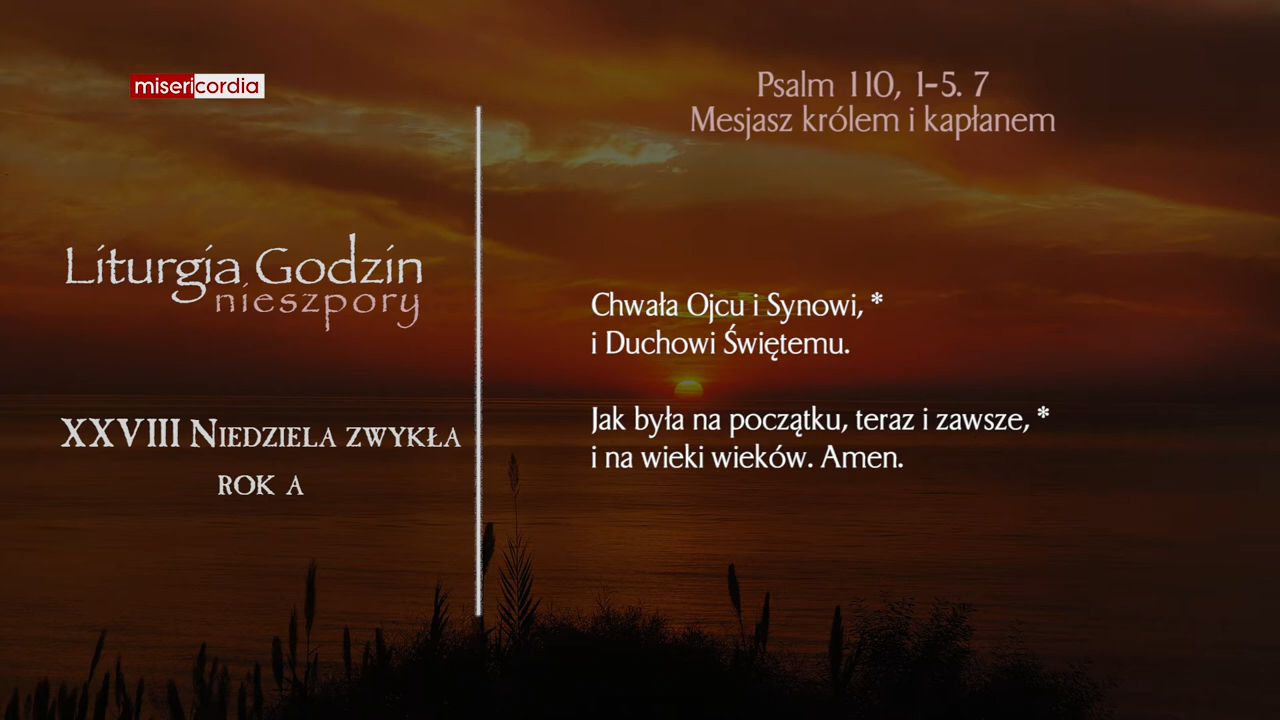 misericordia
Liturgia Godzin
nieszpory
XXVIII Niedziela zwykła
rok A
Psalm 110, 1-5. 7
Mesjasz królem i kapłanem
Chwała Ojcu i Synowi, *
i Duchowi Świętemu.
Jak była na początku, teraz i zawsze, *
i na wieki wieków. Amen.